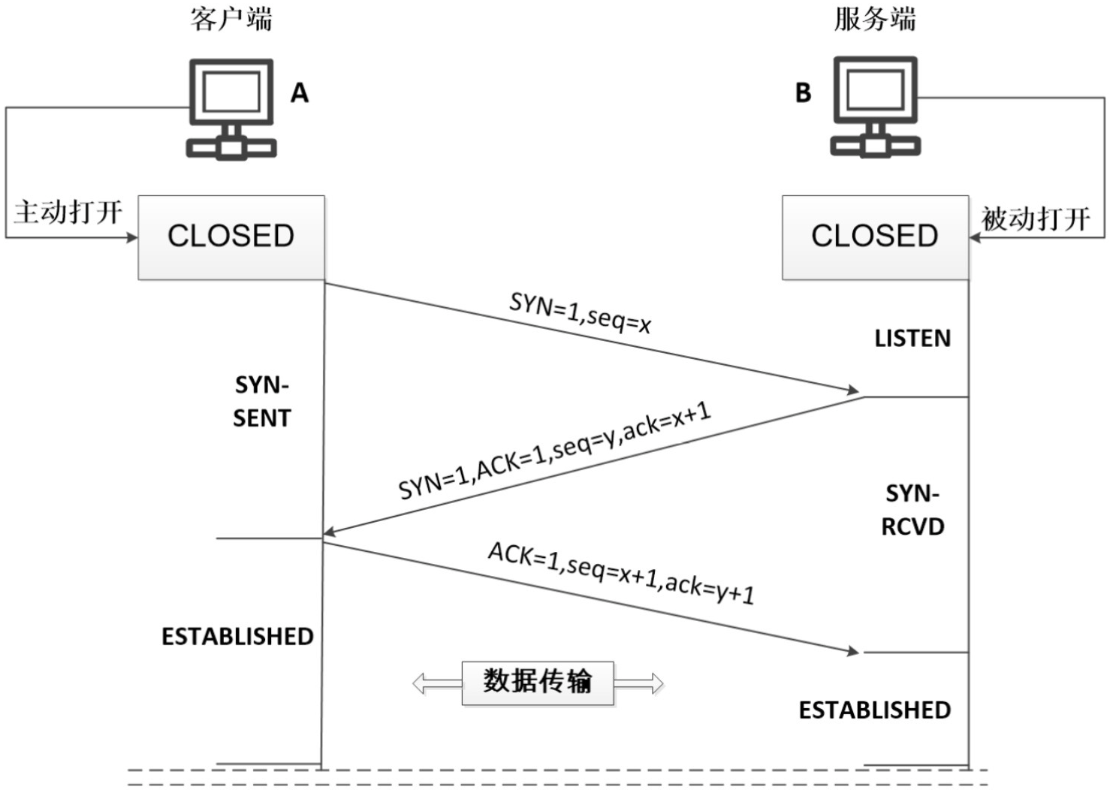 客户端
服务端
A
B
主动打开
CLOSED
CLOSED
被动打开
SYN=1,seq=x
LISTEN
SYN-
SENT
SYN=1,ACK=1,seq=y,ack=x+1
SYN-
RCVD
ACK=1,seq=x+1,ack=y+1
ESTABLISHED
数据传输
ESTABLISHED